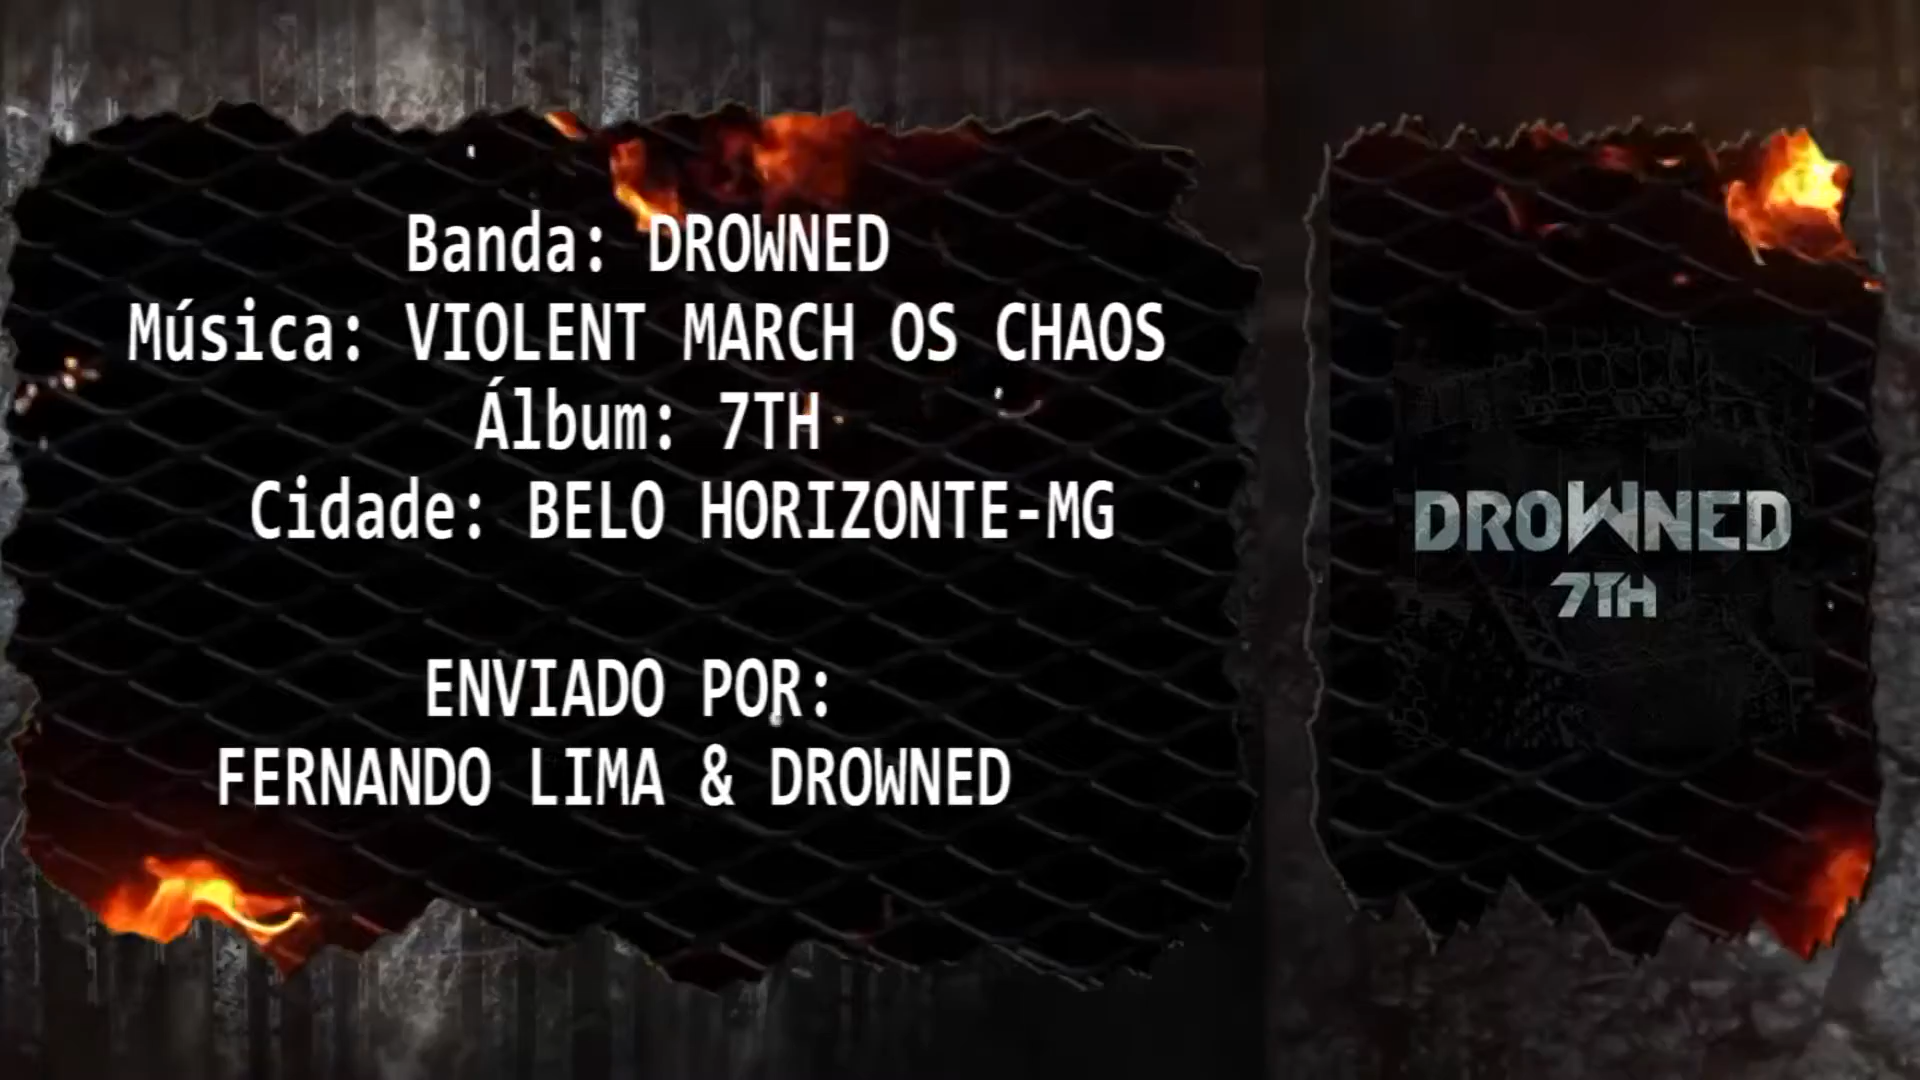 Banda: DROWNED
Música: VIOLENT MARCH OS CHAOS
Álbum: 7TH
Cidade: BELO HORIZONTE-MG
ENVIADO POR:
FERNANDO LIMA & DROWNED
DROWNED
7TH